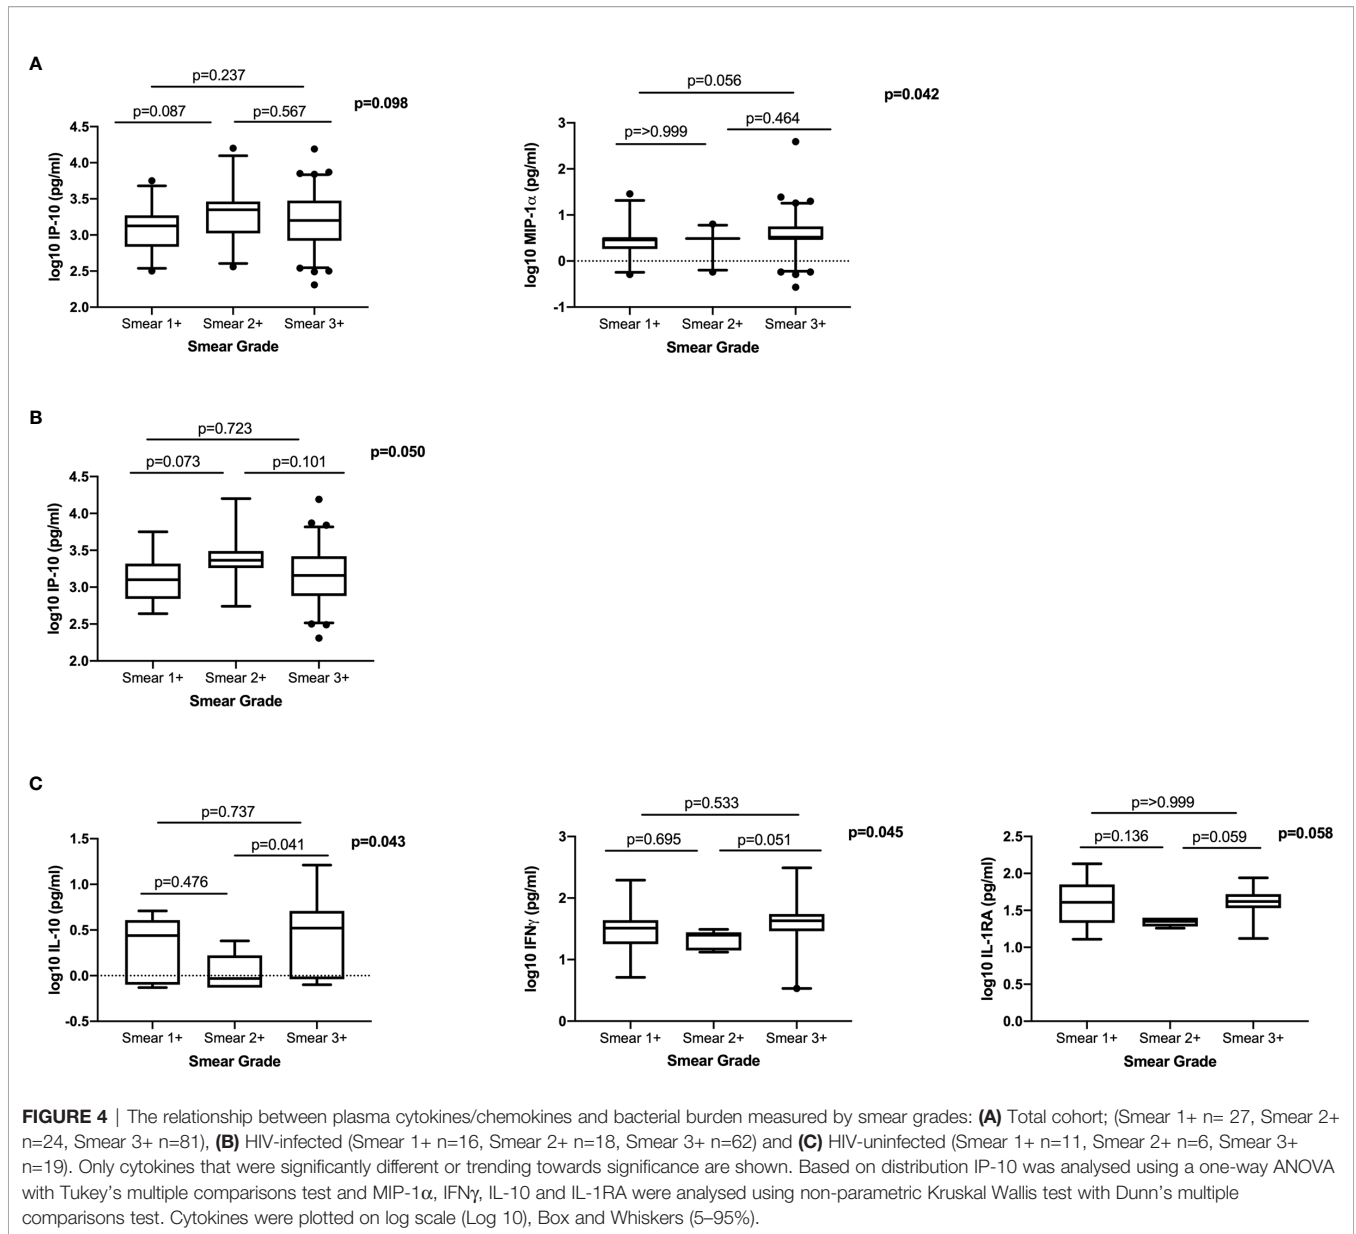 A
p=0.237
p=0.087
p=0.567
p=0.098
log10 IP-10 (pg/ml)
4.5
4.0
3.5
3.0
2.5
2.0
Smear 1+ Smear 2+ Smear 3+
Smear Grade
p=0.056
p=>0.999
p=0.464
p=0.042
log10 MIP-1α (pg/ml)
3
2
1
0
-1
Smear 1+ Smear 2+ Smear 3+
Smear Grade
B
p=0.723
p=0.073
p=0.101
p=0.050
log10 IP-10 (pg/ml)
4.5
4.0
3.5
3.0
2.5
2.0
Smear 1+ Smear 2+ Smear 3+
Smear Grade
C
p=0.737
p=0.041
p=0.476
p=0.043
log10 IL-10 (pg/ml)
1.5
1.0
0.5
0.0
-0.5
Smear 1+ Smear 2+ Smear 3+
Smear Grade
p=0.533
p=0.695
p=0.051
p=0.045
log10 IFNγ (pg/ml)
3
2
1
0
Smear 1+ Smear 2+ Smear 3+
Smear Grade
p=>0.999
p=0.136
p=0.059
p=0.058
log10 IL-1RA (pg/ml)
2.5
2.0
1.5
1.0
0.5
0.0
Smear 1+ Smear 2+ Smear 3+
Smear Grade
FIGURE 4 | The relationship between plasma cytokines/chemokines and bacterial burden measured by smear grades: (A) Total cohort; (Smear 1+ n= 27, Smear 2+
n=24, Smear 3+ n=81), (B) HIV-infected (Smear 1+ n=16, Smear 2+ n=18, Smear 3+ n=62) and (C) HIV-uninfected (Smear 1+ n=11, Smear 2+ n=6, Smear 3+
n=19). Only cytokines that were significantly different or trending towards significance are shown. Based on distribution IP-10 was analysed using a one-way ANOVA
with Tukey's multiple comparisons test and MIP-1α, IFNγ, IL-10 and IL-1RA were analysed using non-parametric Kruskal Wallis test with Dunn's multiple
comparisons test. Cytokines were plotted on log scale (Log 10), Box and Whiskers (5–95%).